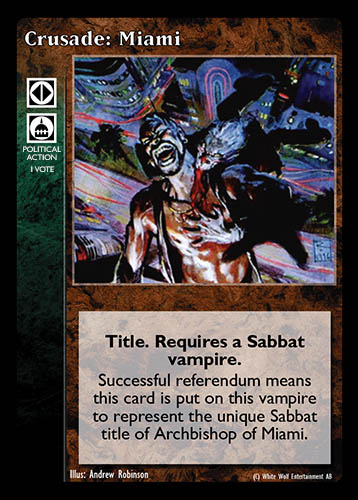 Crusade: Miami
POLITICAL
ACTION
1 VOTE
Title. Requires a Sabbat
vampire.
Successful referendum means
this card is put on this vampire
to represent the unique Sabbat
title of Archbishop of Miami.
Illus: Andrew Robinson
(C) White Wolf Entertainment AB